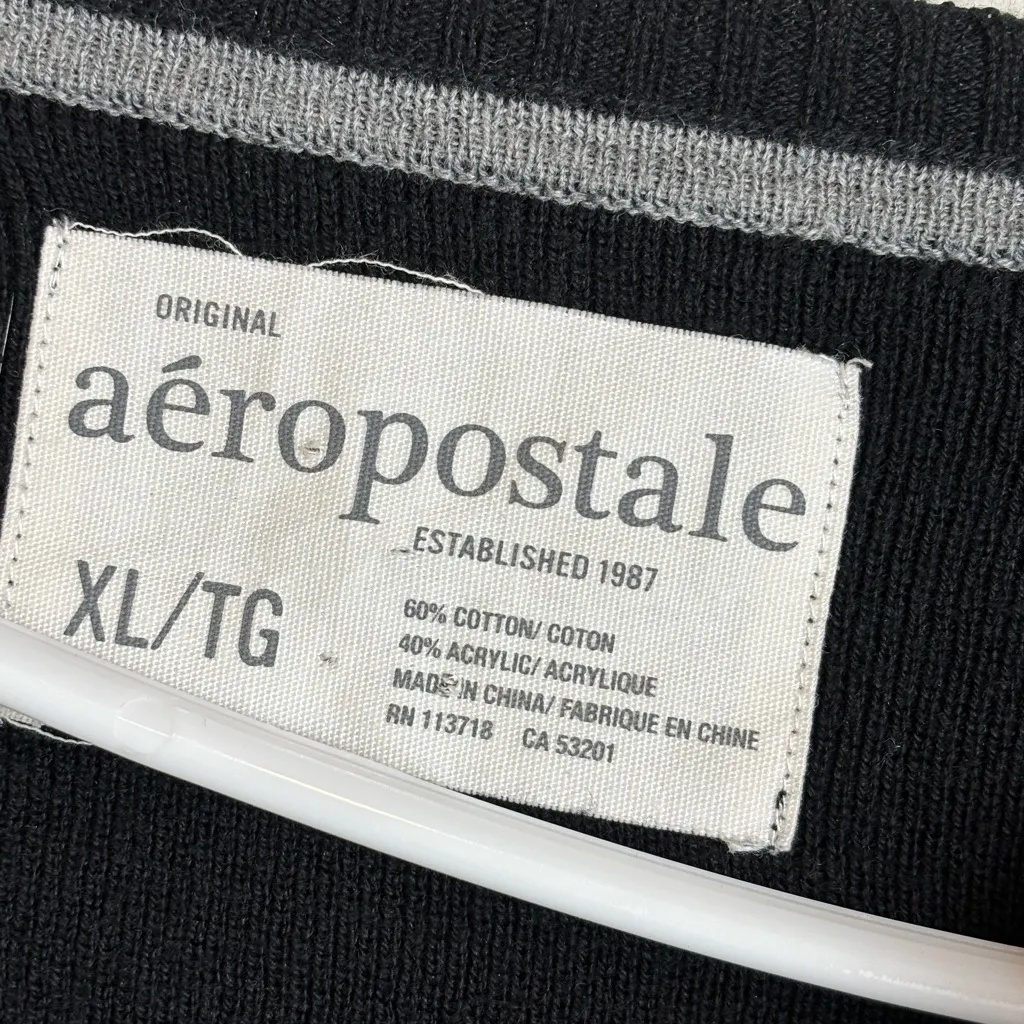 ORIGINAL
aéropostale
ESTABLISHED 1987
XL/TG
60% COTTON/ COTON
40% ACRYLIC/ ACRYLIQUE
MADE IN CHINA/ FABRIQUE EN CHINE
RN 113718 CA 53201